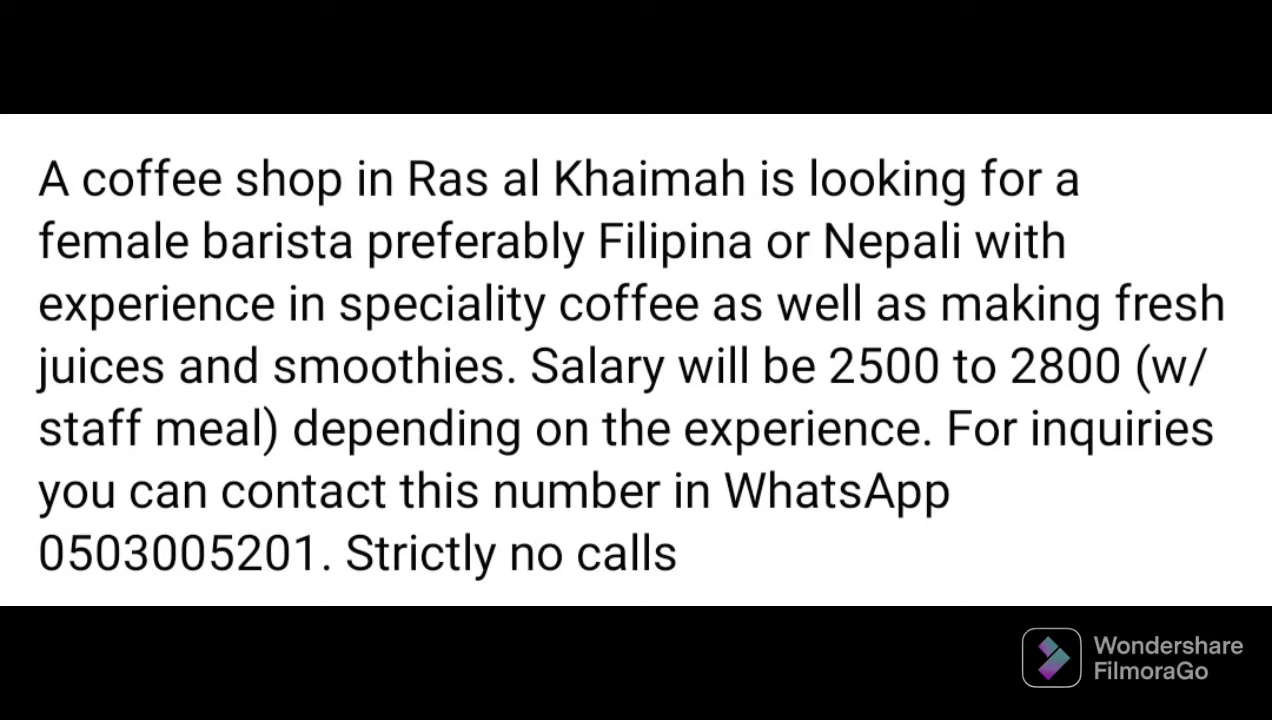 A coffee shop in Ras al Khaimah is looking for a
female barista preferably Filipina or Nepali with
experience in speciality coffee as well as making fresh
juices and smoothies. Salary will be 2500 to 2800 (w/
staff meal) depending on the experience. For inquiries
you can contact this number in WhatsApp
0503005201. Strictly no calls
Wondershare
FilmoraGo